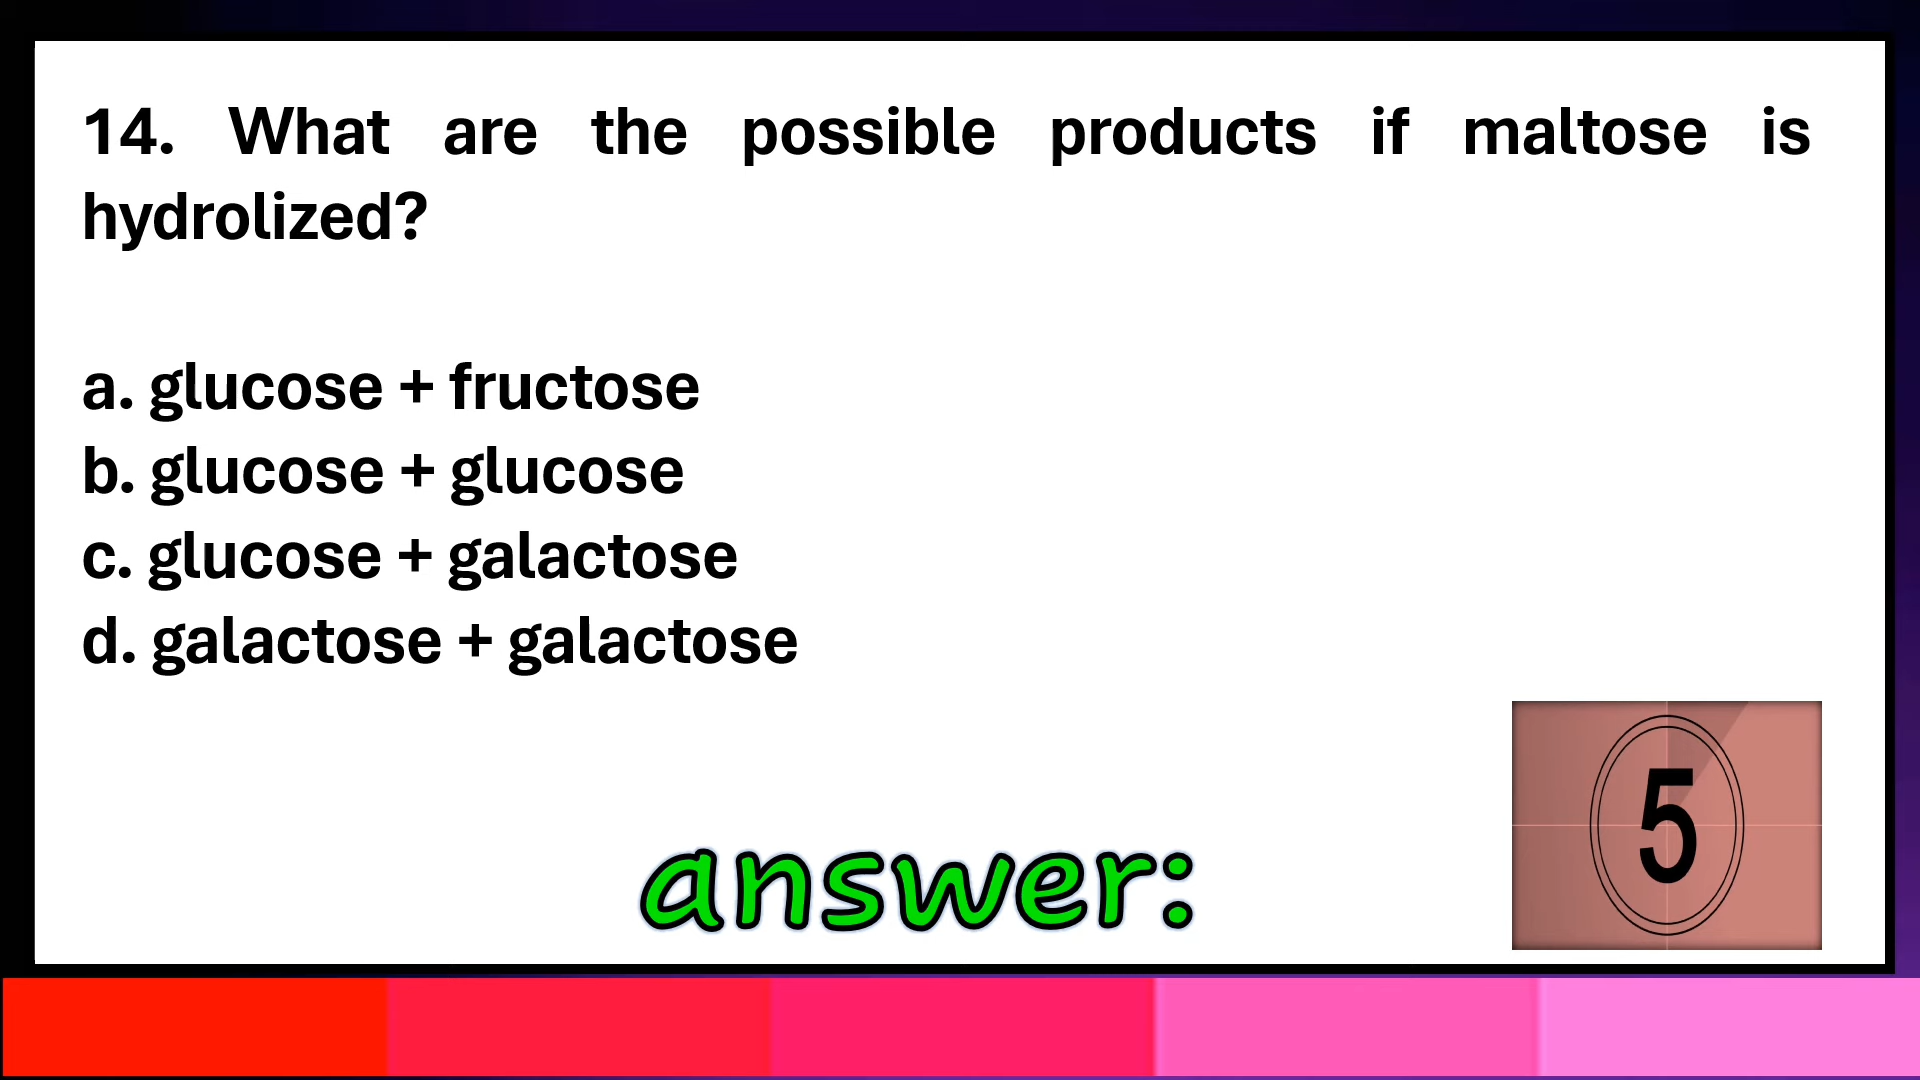 14. What are the possible products if maltose is
hydrolized?
a. glucose + fructose
b. glucose + glucose
c. glucose + galactose
d. galactose + galactose
answer:
5